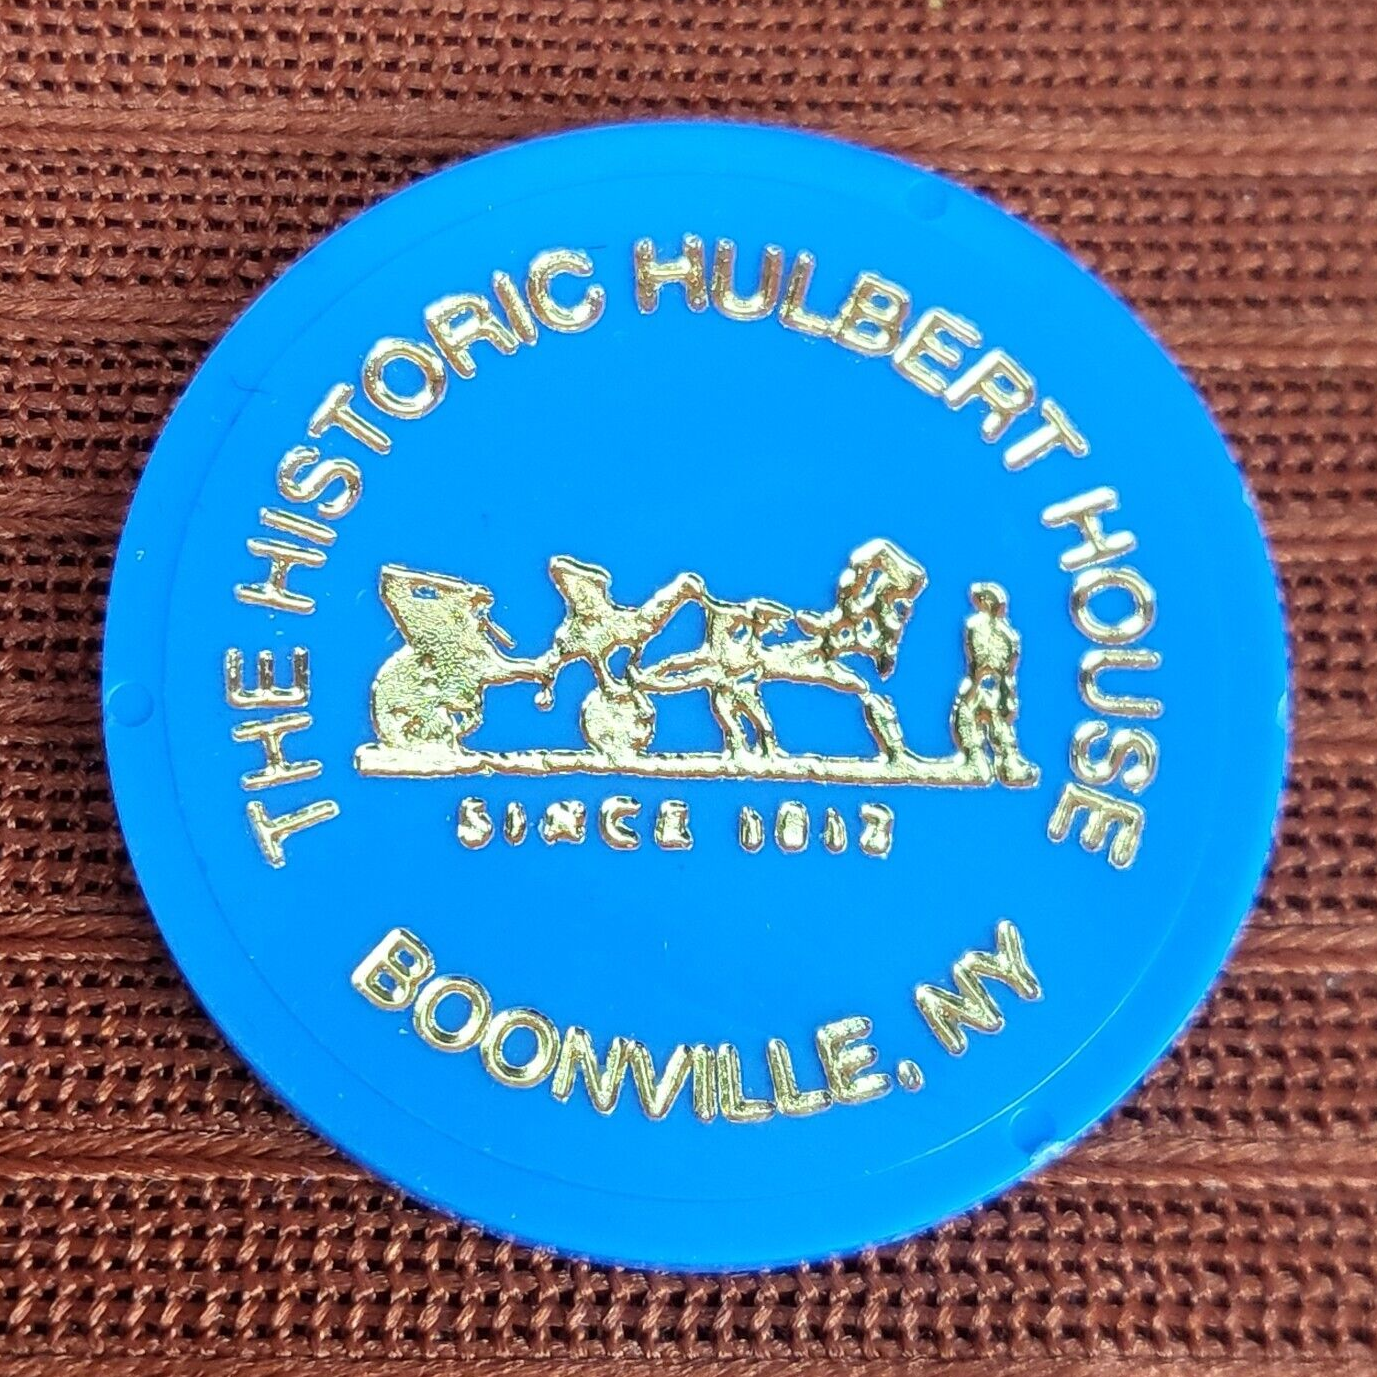 THE HISTORIC HULBERT HOUSE
SINCE 1812
BOONVILLE, NY